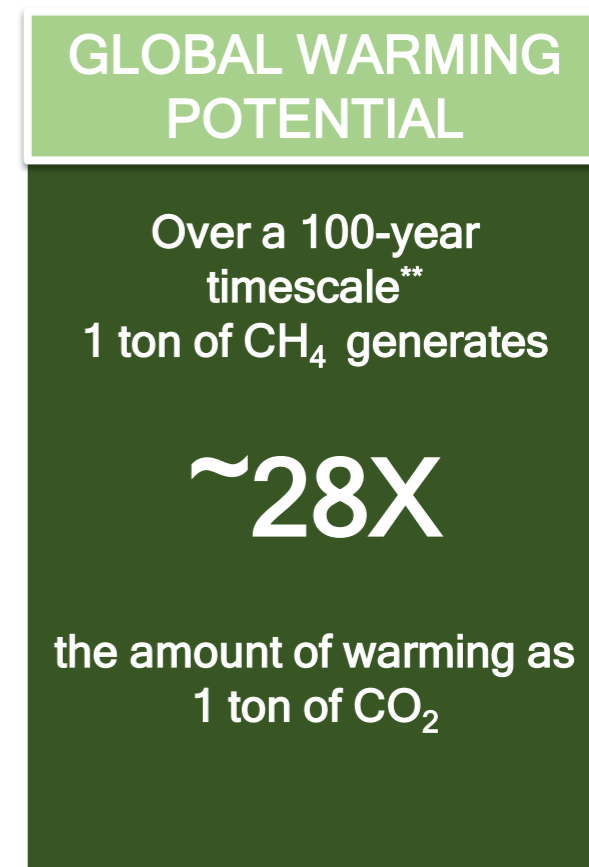 GLOBAL WARMING
POTENTIAL
Over a 100-year
timescale**
1 ton of CH₄ generates
~28X
the amount of warming as
1 ton of CO₂